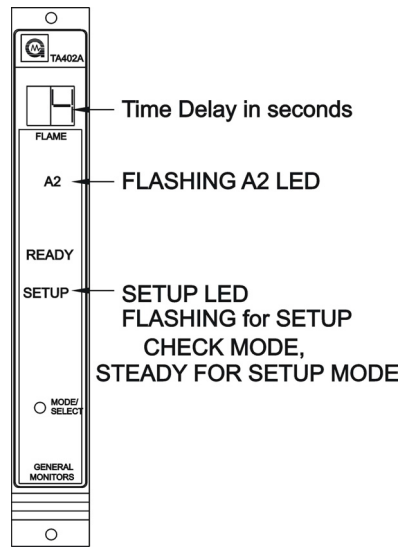 TA402A
4
Time Delay in seconds
FLAME
A2
FLASHING A2 LED
READY
SETUP
SETUP LED
FLASHING for SETUP
CHECK MODE,
STEADY FOR SETUP MODE
MODE/
SELECT
GENERAL
MONITORS